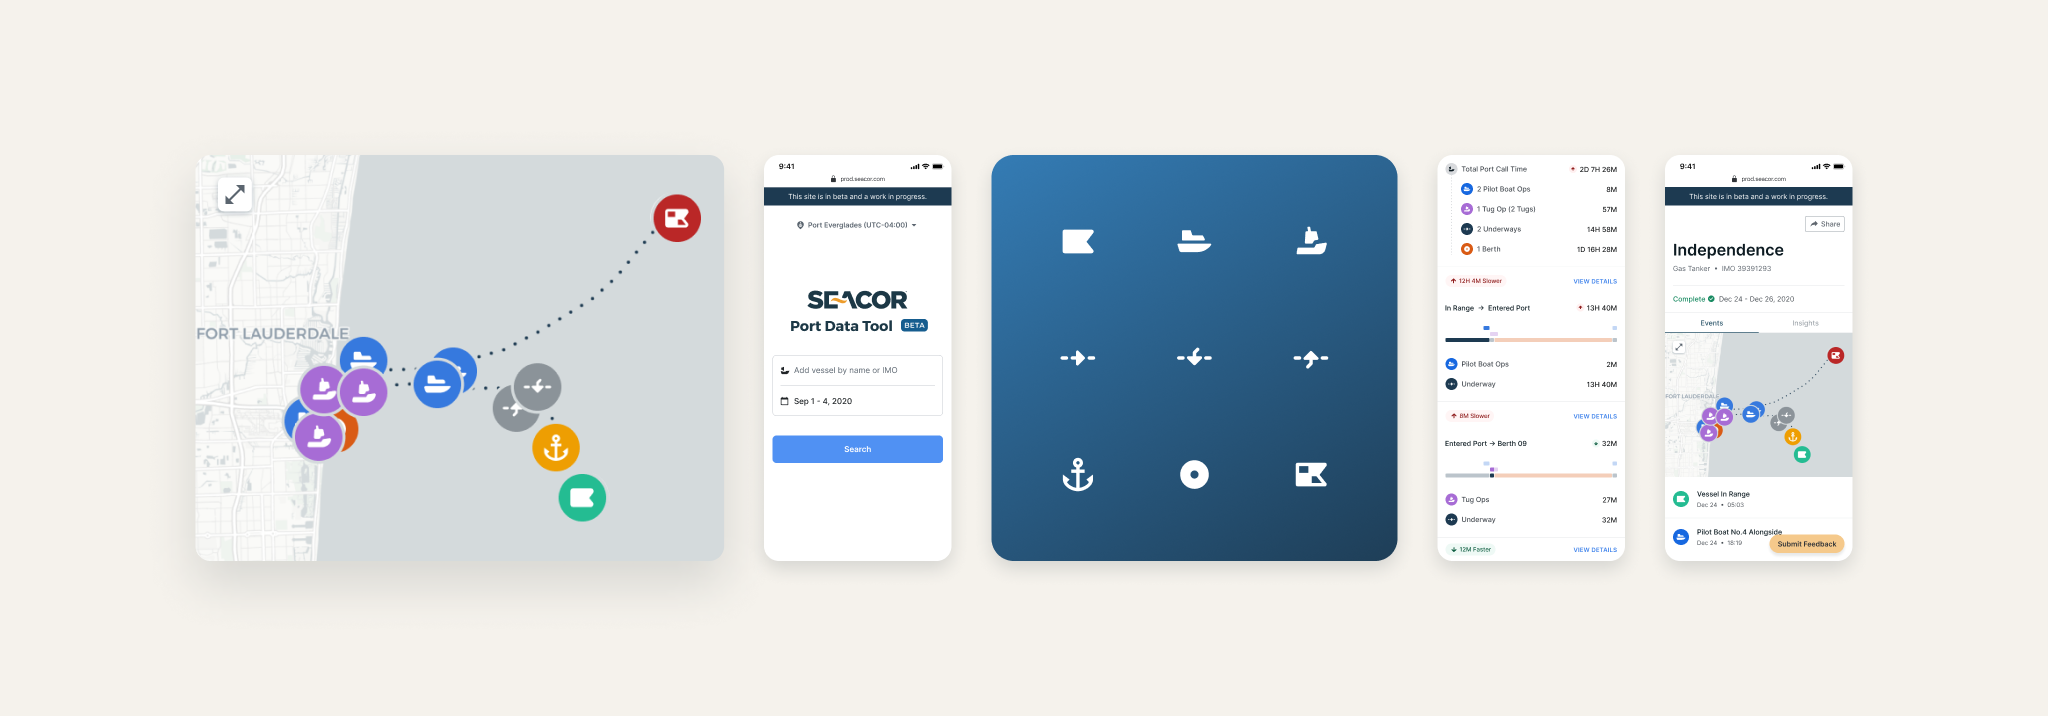 FORT LAUDERDALE
9:41
prod.seacor.com
This site is in beta and a work in progress.
Port Everglades (UTC-04:00)
SEACOR
Port Data Tool BETA
Add vessel by name or IMO
Sep 1 - 4, 2020
Search
Total Port Call Time 2D 7H 26M
2 Pilot Boat Ops 8M
1 Tug Op (2 Tugs) 57M
2 Underways 14H 58M
1 Berth 1D 16H 28M
12H 4M Slower VIEW DETAILS
In Range → Entered Port 13H 40M
Pilot Boat Ops 2M
Underway 13H 40M
8M Slower VIEW DETAILS
Entered Port → Berth 09 32M
Tug Ops 27M
Underway 32M
12M Faster VIEW DETAILS
9:41
prod.seacor.com
This site is in beta and a work in progress.
Share
Independence
Gas Tanker • IMO 39391293
Complete Dec 24 - Dec 26, 2020
Events Insights
FORT LAUDERDALE
Vessel In Range
Dec 24 • 05:03
Pilot Boat No.4 Alongside
Dec 24 • 18:19
Submit Feedback